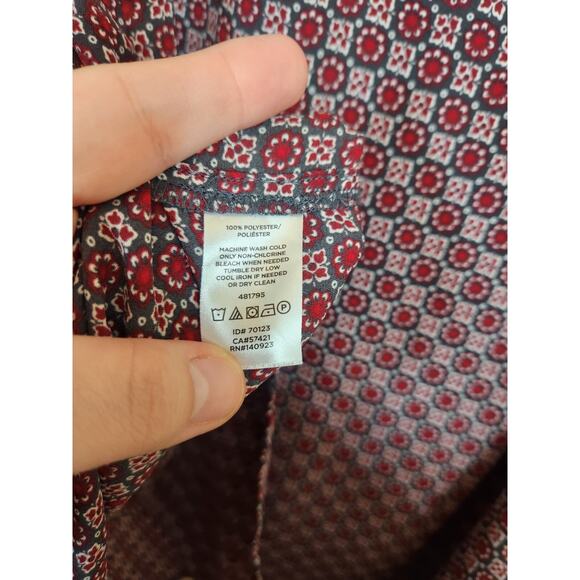 100% POLYESTER/
POLIÉSTER
MACHINE WASH COLD
ONLY NON-CHLORINE
BLEACH WHEN NEEDED
TUMBLE DRY LOW
COOL IRON IF NEEDED
OR DRY CLEAN
481795
P
ID# 70123
CA#57421
RN#140923